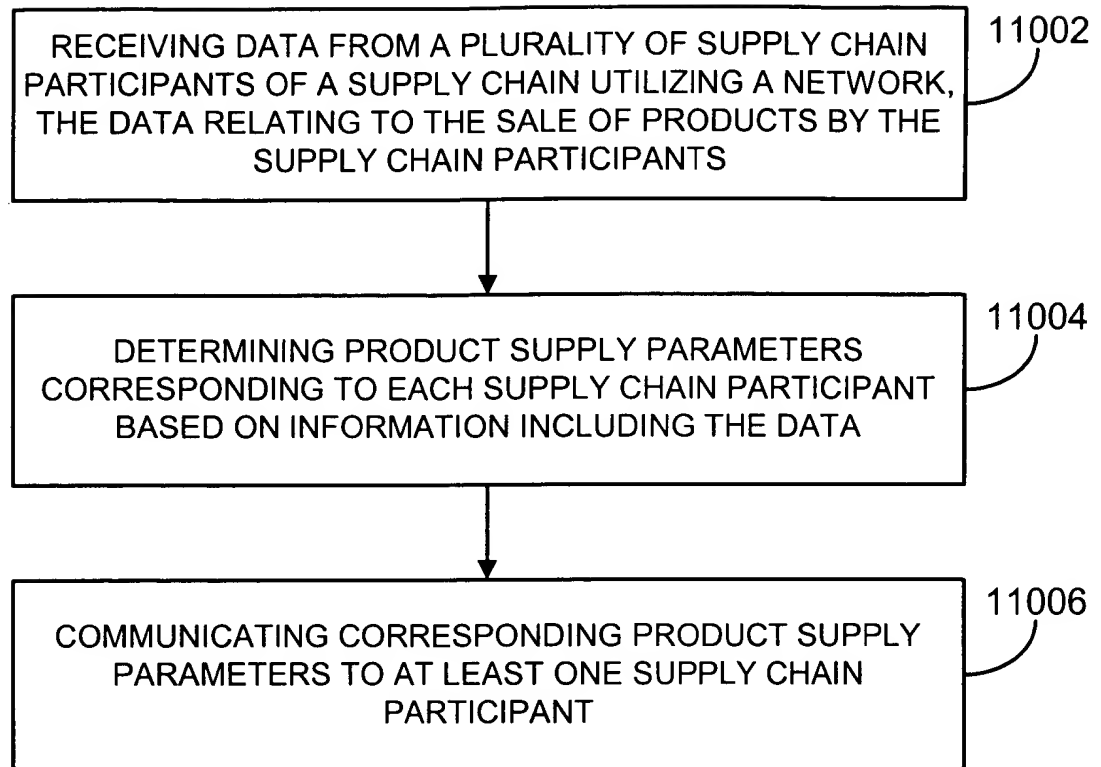 RECEIVING DATA FROM A PLURALITY OF SUPPLY CHAIN
PARTICIPANTS OF A SUPPLY CHAIN UTILIZING A NETWORK,
THE DATA RELATING TO THE SALE OF PRODUCTS BY THE
SUPPLY CHAIN PARTICIPANTS
11002
DETERMINING PRODUCT SUPPLY PARAMETERS
CORRESPONDING TO EACH SUPPLY CHAIN PARTICIPANT
BASED ON INFORMATION INCLUDING THE DATA
11004
COMMUNICATING CORRESPONDING PRODUCT SUPPLY
PARAMETERS TO AT LEAST ONE SUPPLY CHAIN
PARTICIPANT
11006